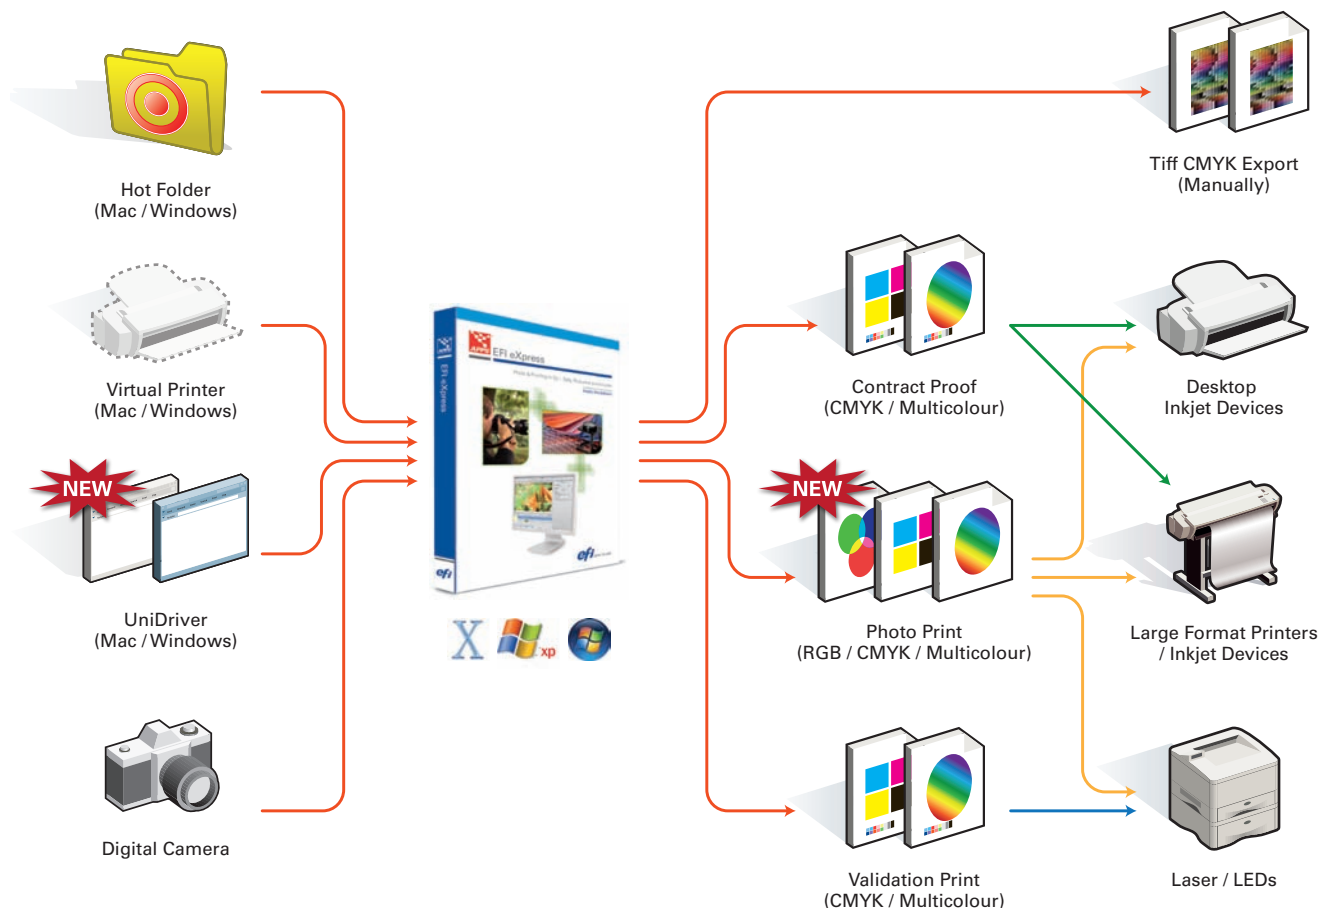 Hot Folder
(Mac / Windows)
Virtual Printer
(Mac / Windows)
NEW
UniDriver
(Mac / Windows)
Digital Camera
EFI eXpress
EFI eXpress
efi
efi
X
xp
Tiff CMYK Export
(Manually)
Contract Proof
(CMYK / Multicolour)
Desktop
Inkjet Devices
NEW
Photo Print
(RGB / CMYK / Multicolour)
Large Format Printers
/ Inkjet Devices
Validation Print
(CMYK / Multicolour)
Laser / LEDs